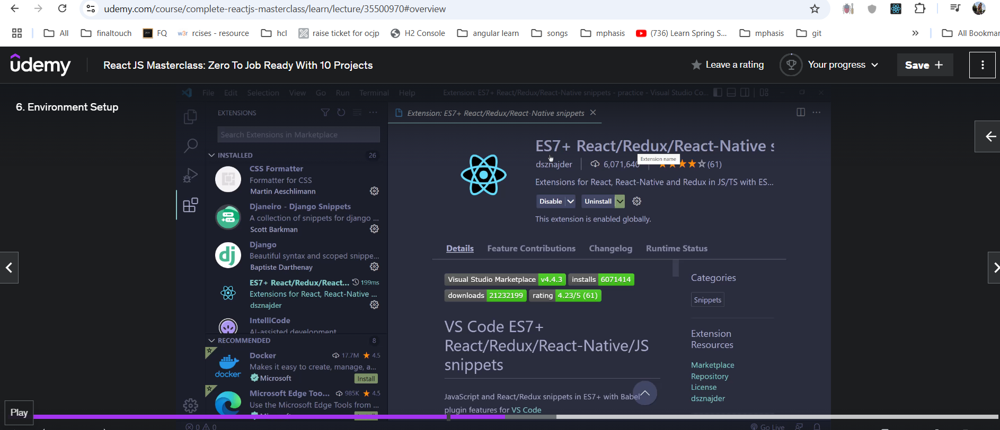 udemy.com/course/complete-reactjs-masterclass/learn/lecture/35500970#overview
All
finaltouch
FQ
w3r rcises - resource
hcl
raise ticket for ocjp
H2 Console
angular learn
songs
mphasis
(736) Learn Spring S...
mphasis
git
»
All Bookmar
udemy
React JS Masterclass: Zero To Job Ready With 10 Projects
Leave a rating
Your progress
Save +
6. Environment Setup
File Edit Selection View Go Run Terminal Help
Extension: ES7+ React/Redux/React-Native snippets - practice - Visual Studio Co...
EXTENSIONS
Search Extensions in Marketplace
INSTALLED 26
CSS Formatter
Formatter for CSS
Martin Aeschlimann
Djaneiro - Django Snippets
A collection of snippets for django ...
Scott Barkman
dj
Django
Beautiful syntax and scoped snippe...
Baptiste Darthenay
ES7+ React/Redux/React... 199ms
Extensions for React, React-Native ...
dsznajder
IntelliCode
AI-assisted development
RECOMMENDED 8
Docker 17.7M 4.5
Makes it easy to create, manage, a...
docker
Microsoft Install
Microsoft Edge Too... 985K 4.5
Use the Microsoft Edge Tools from ...
Extension: ES7+ React/Redux/React-Native snippets
ES7+ React/Redux/React-Native s
dsznajder 6,071,640 (61)
Extension name
Extensions for React, React-Native and Redux in JS/TS with ES...
Disable Uninstall
This extension is enabled globally.
Details Feature Contributions Changelog Runtime Status
Visual Studio Marketplace v4.4.3 installs 6071414
downloads 21232199 rating 4.23/5 (61)
VS Code ES7+
React/Redux/React-Native/JS
snippets
JavaScript and React/Redux snippets in ES7+ with Babel
plugin features for VS Code
Categories
Snippets
Extension
Resources
Marketplace
Repository
License
dsznajder
Play
0 0
Go Live